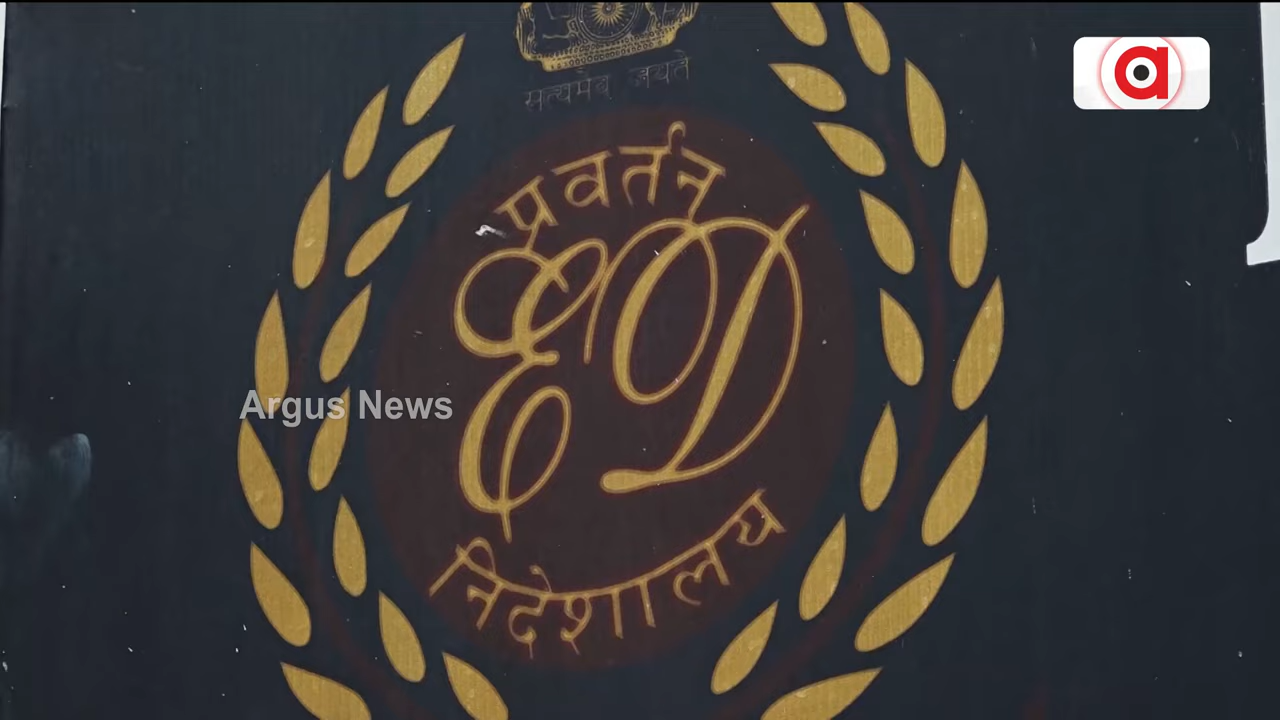 सत्यमेव जयते
a
प्रवर्तन
ED
Argus News
निदेशालय